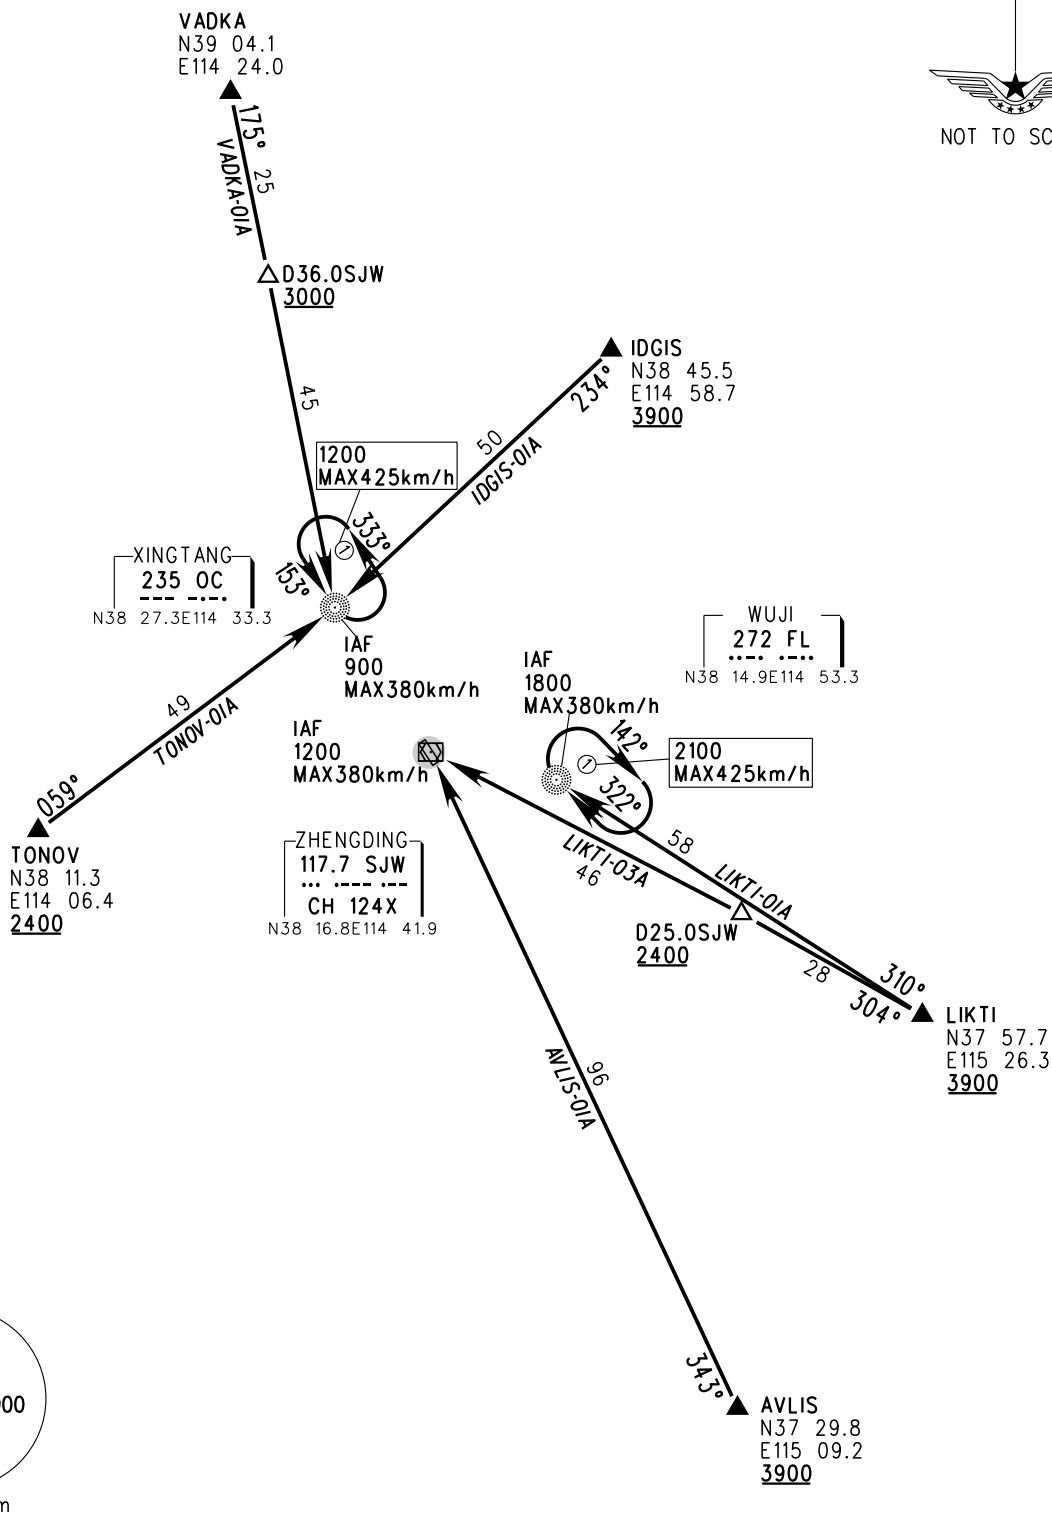 VADKA
N39 04.1
E114 24.0
NOT TO SC
175°
25
VADKA-01A
D36.0SJW
3000
45
IDGIS
N38 45.5
E114 58.7
3900
234°
50
IDGIS-01A
1200
MAX425km/h
333°
1
153°
XINGTANG
235 OC
N38 27.3E114 33.3
IAF
900
MAX380km/h
WUJI
272 FL
N38 14.9E114 53.3
IAF
1800
MAX380km/h
49
TONOV-01A
059°
TONOV
N38 11.3
E114 06.4
2400
IAF
1200
MAX380km/h
142°
1
322°
2100
MAX425km/h
ZHENGDING
117.7 SJW
CH 124X
N38 16.8E114 41.9
58
LIKTI-01A
LIKTI-03A
46
D25.0SJW
2400
28
310°
304°
LIKTI
N37 57.7
E115 26.3
3900
96
AVLIS-01A
343°
AVLIS
N37 29.8
E115 09.2
3900
00
m